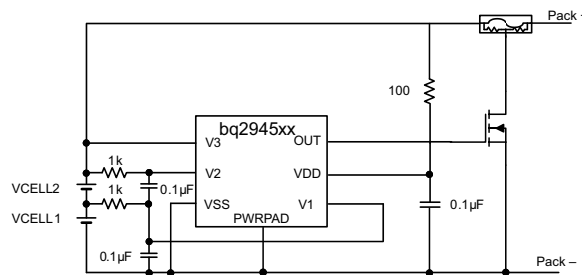 Pack
100
bq2945xx
V3
OUT
1k
V2
VDD
VCELL2
1k
0.1µF
VSS
V1
0.1µF
VCELL1
PWRPAD
0.1µF
Pack –